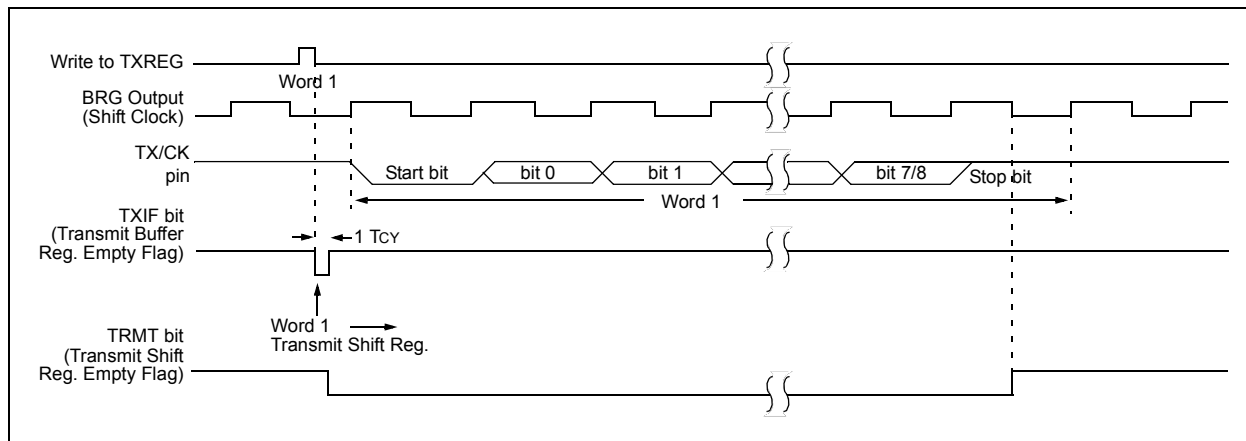 Write to TXREG
Word 1
BRG Output
(Shift Clock)
TX/CK
pin
Start bit
bit 0
bit 1
bit 7/8
Stop bit
Word 1
TXIF bit
(Transmit Buffer
Reg. Empty Flag)
1 TCY
Word 1
Transmit Shift Reg.
TRMT bit
(Transmit Shift
Reg. Empty Flag)